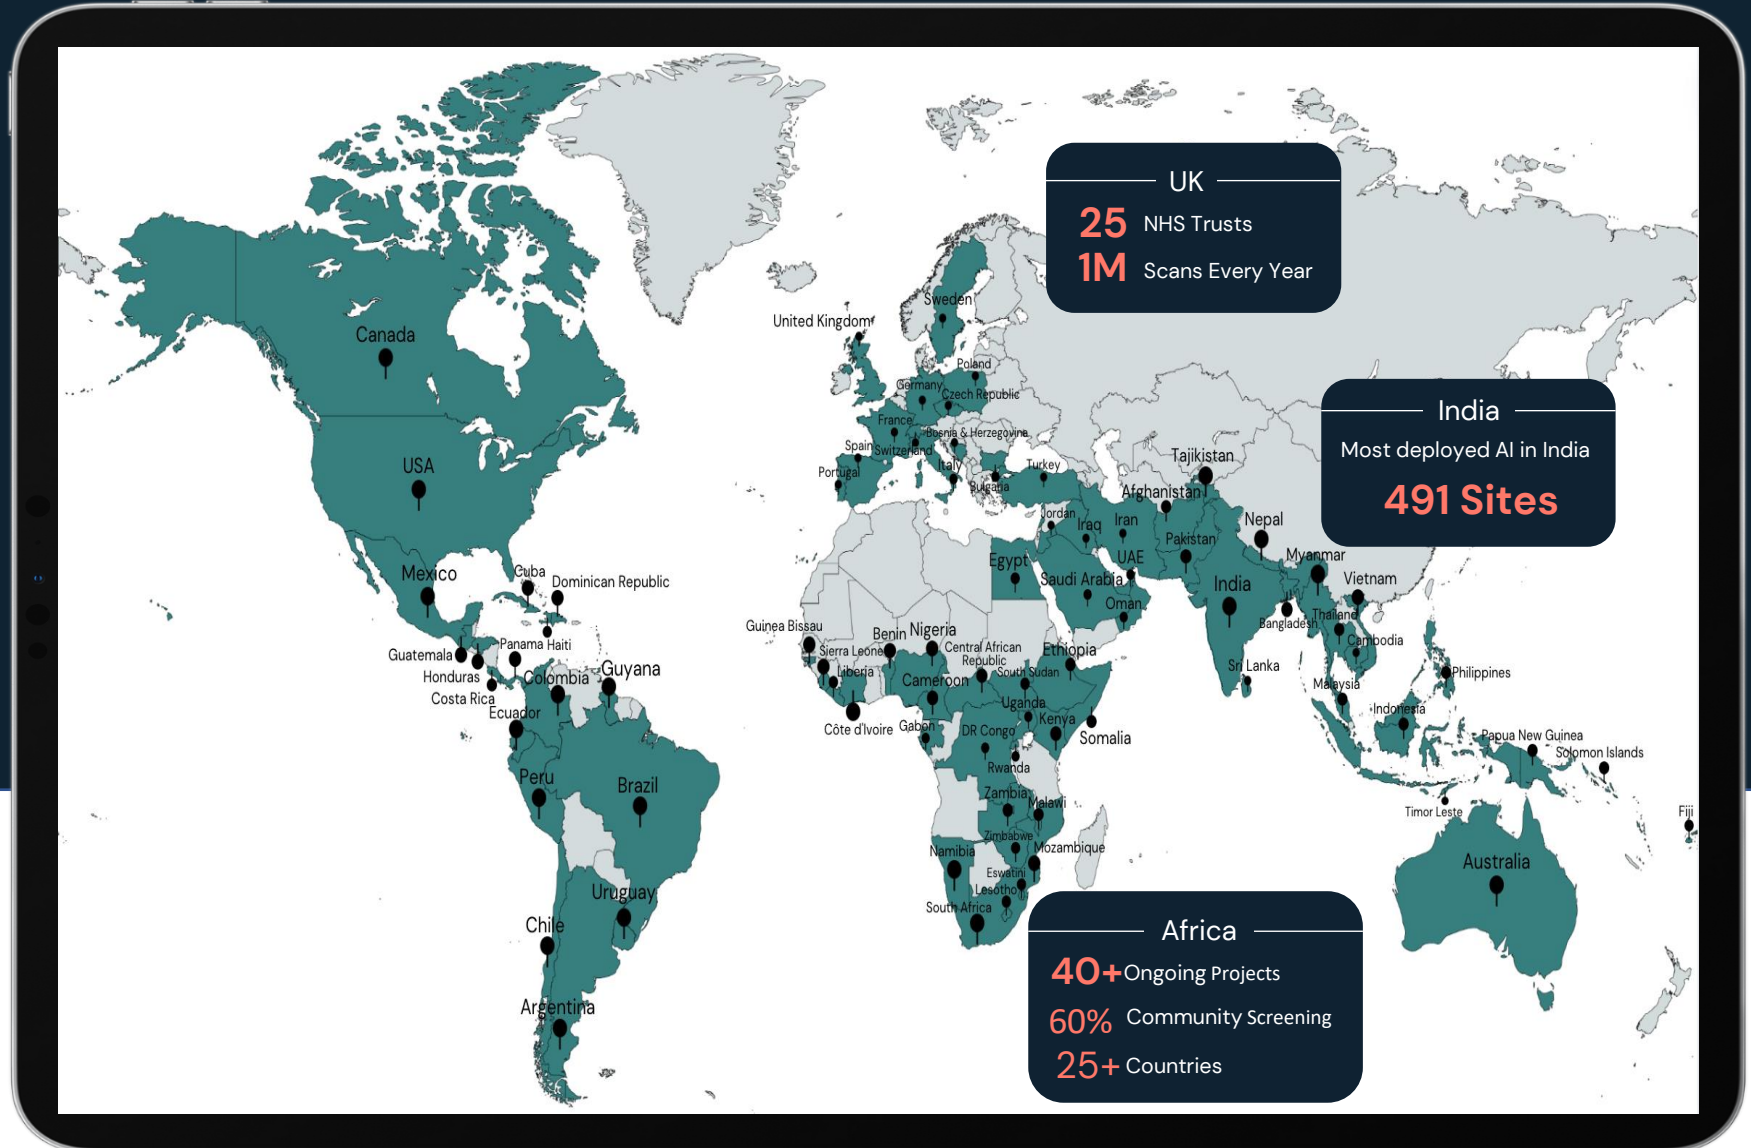 UK
25 NHS Trusts
1M Scans Every Year
India
Most deployed AI in India
491 Sites
Canada
USA
Mexico
Cuba
Dominican Republic
Guatemala
Panama
Haiti
Honduras
Costa Rica
Colombia
Guyana
Ecuador
Peru
Brazil
Uruguay
Chile
Argentina
United Kingdom
Sweden
Poland
Germany
Czech Republic
France
Bosnia & Herzegovina
Spain
Switzerland
Portugal
Italy
Bulgaria
Turkey
Tajikistan
Afghanistan
Jordan
Iraq
Iran
Pakistan
Nepal
Egypt
Saudi Arabia
UAE
Oman
India
Myanmar
Vietnam
Bangladesh
Thailand
Cambodia
Sri Lanka
Malaysia
Philippines
Indonesia
Papua New Guinea
Solomon Islands
Timor Leste
Fiji
Australia
Guinea Bissau
Sierra Leone
Liberia
Benin
Nigeria
Central African
Republic
Ethiopia
South Sudan
Cameroon
Côte d'Ivoire
Gabon
Uganda
Kenya
Somalia
DR Congo
Rwanda
Zambia
Malawi
Zimbabwe
Mozambique
Namibia
Eswatini
Lesotho
South Africa
Africa
40+ Ongoing Projects
60% Community Screening
25+ Countries